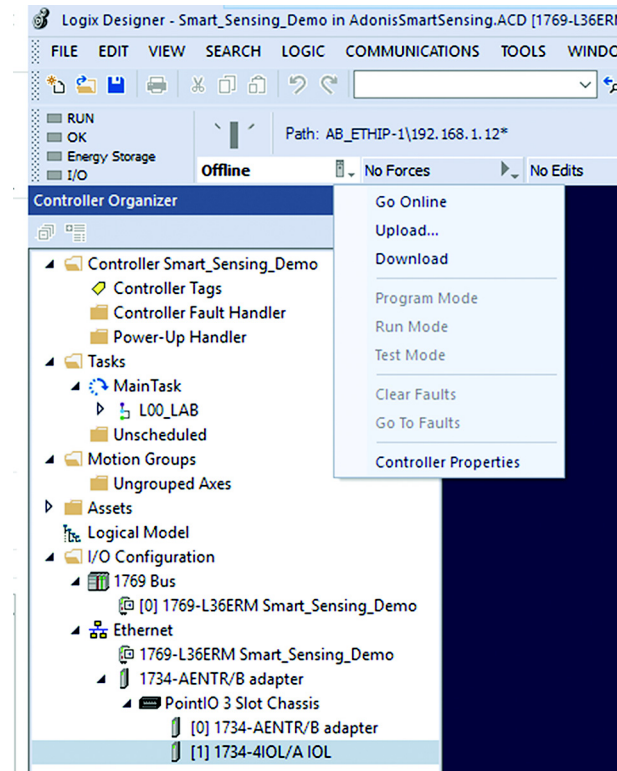 Logix Designer - Smart_Sensing_Demo in AdonisSmartSensing.ACD [1769-L36ERM
FILE EDIT VIEW SEARCH LOGIC COMMUNICATIONS TOOLS WINDO
RUN
OK
Energy Storage
I/O
Path: AB_ETHIP-1\192.168.1.12*
Offline
No Forces
No Edits
Controller Organizer
Go Online
Upload...
Download
Program Mode
Run Mode
Test Mode
Clear Faults
Go To Faults
Controller Properties
Controller Smart_Sensing_Demo
Controller Tags
Controller Fault Handler
Power-Up Handler
Tasks
MainTask
L00_LAB
Unscheduled
Motion Groups
Ungrouped Axes
Assets
Logical Model
I/O Configuration
1769 Bus
[0] 1769-L36ERM Smart_Sensing_Demo
Ethernet
1769-L36ERM Smart_Sensing_Demo
1734-AENTR/B adapter
PointIO 3 Slot Chassis
[0] 1734-AENTR/B adapter
[1] 1734-4IOL/A IOL